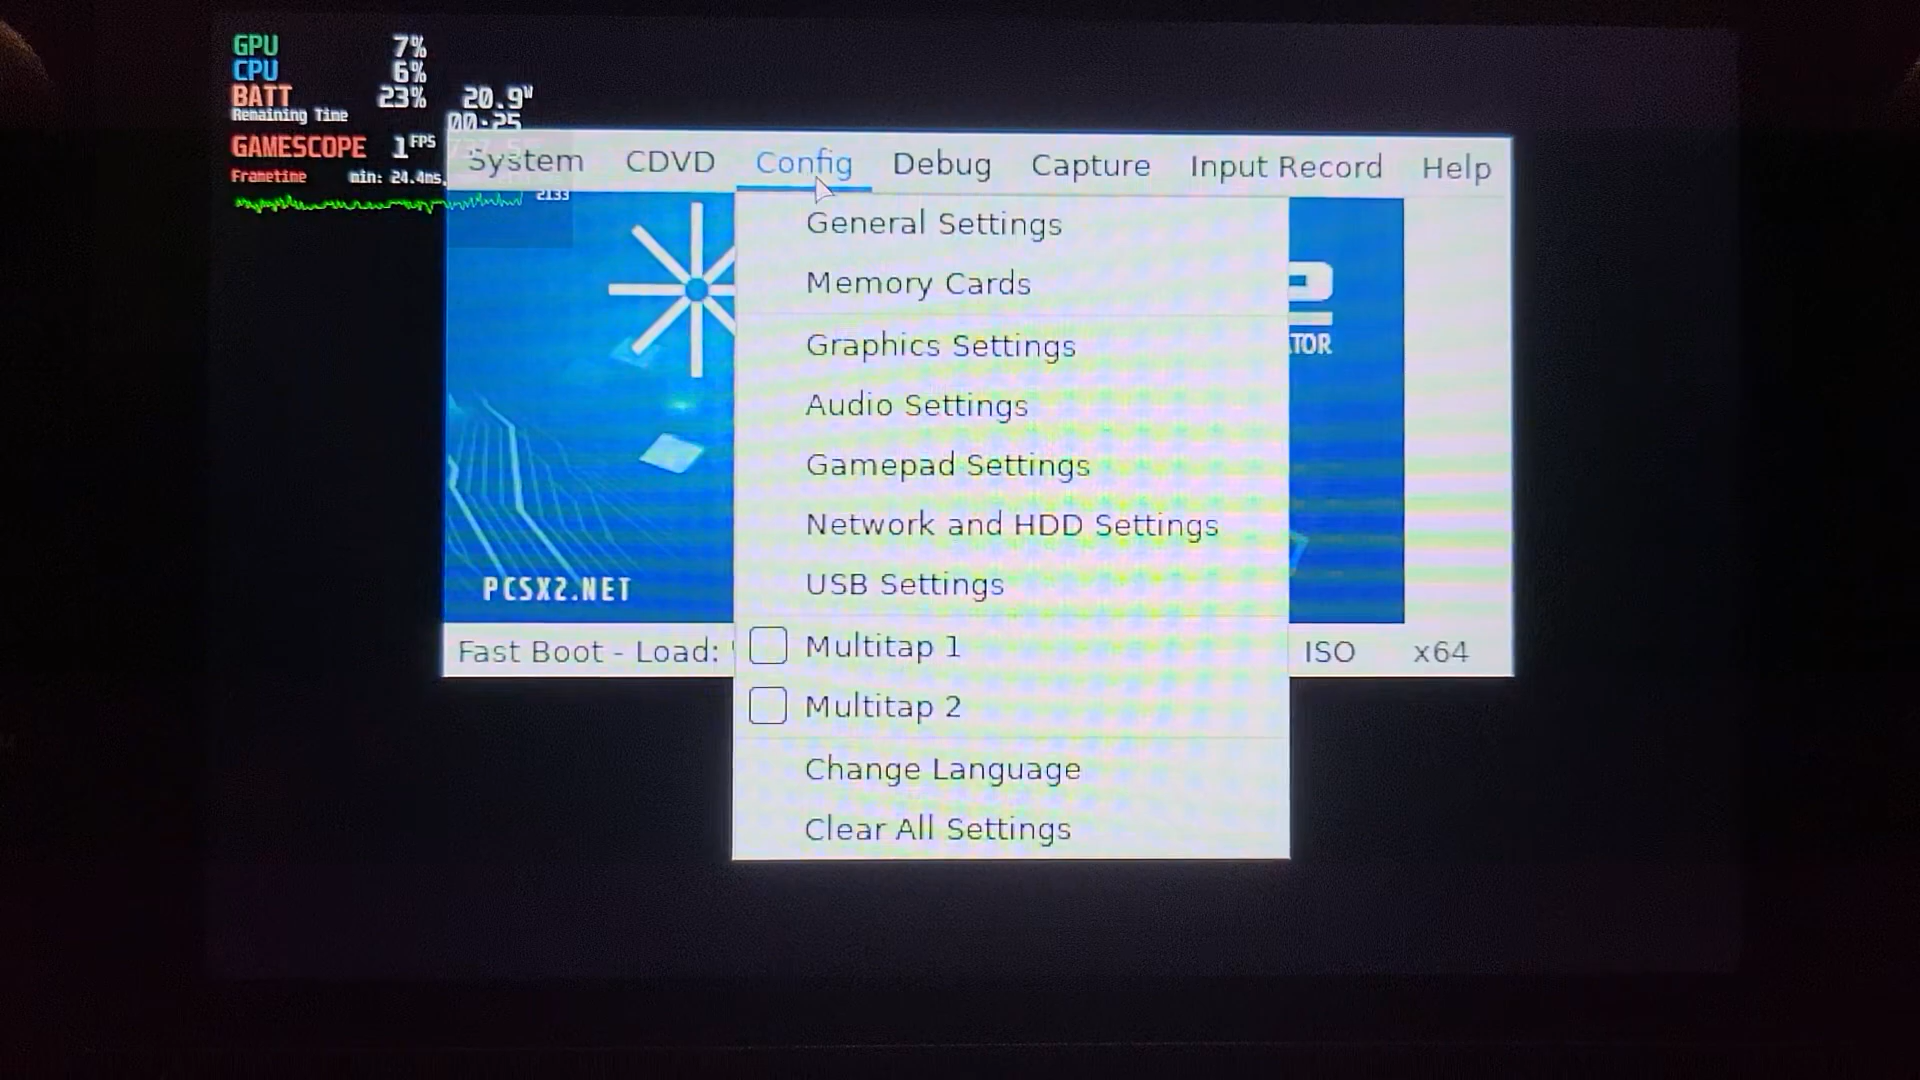 GPU 7%
CPU 6%
BATT 23% 20.9W
Remaining Time 00:25
GAMESCOPE 1 FPS
Frametime min: 24.4ms,
2133
System CDVD Config Debug Capture Input Record Help
General Settings
Memory Cards
Graphics Settings
TOR
Audio Settings
Gamepad Settings
Network and HDD Settings
USB Settings
PCSX2.NET
Multitap 1
Fast Boot - Load: ISO x64
Multitap 2
Change Language
Clear All Settings